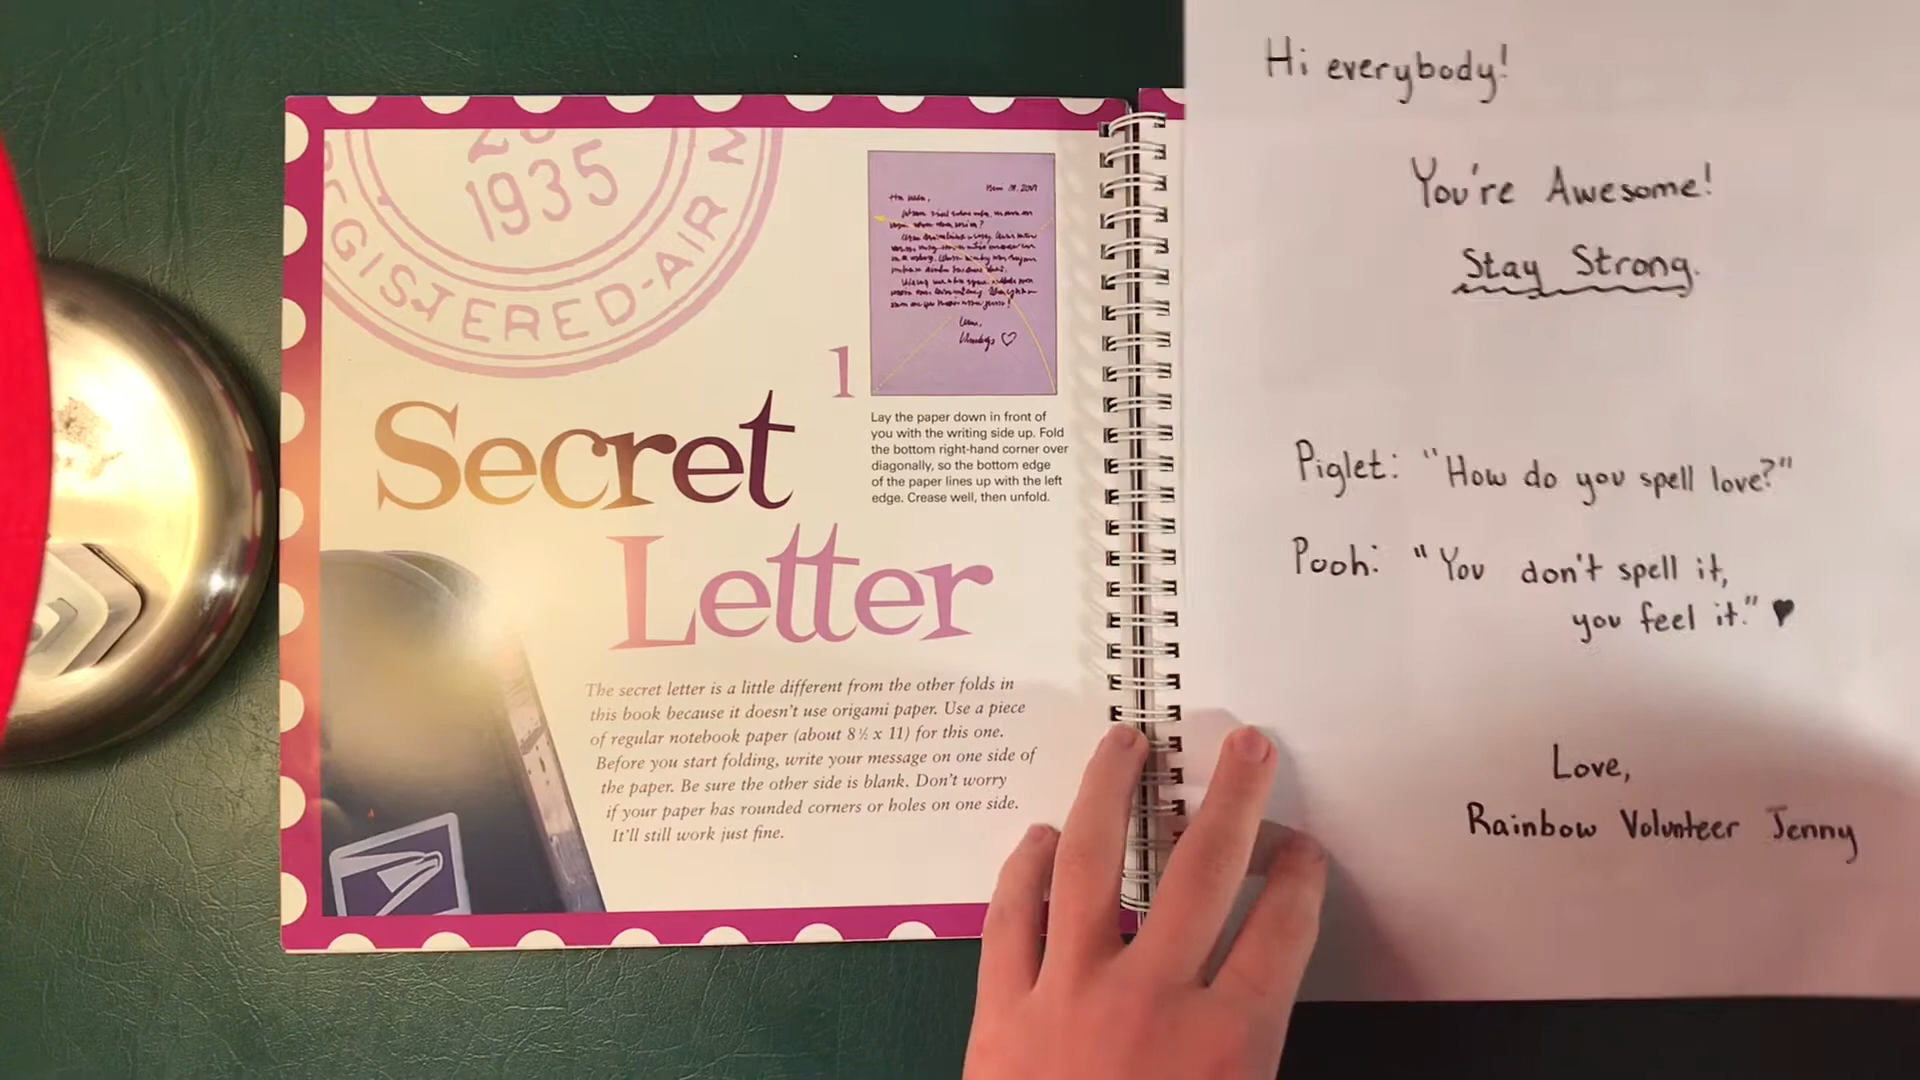 1935
REGISTERED-AIR M
Secret
Letter
The secret letter is a little different from the other folds in
this book because it doesn't use origami paper. Use a piece
of regular notebook paper (about 8½ x 11) for this one.
Before you start folding, write your message on one side of
the paper. Be sure the other side is blank. Don't worry
if your paper has rounded corners or holes on one side.
It'll still work just fine.
1
Lay the paper down in front of
you with the writing side up. Fold
the bottom right-hand corner over
diagonally, so the bottom edge
of the paper lines up with the left
edge. Crease well, then unfold.
Hi everybody!
You're Awesome!
Stay Strong.
Piglet: "How do you spell love?"
Pooh: "You don't spell it,
you feel it." ♥
Love,
Rainbow Volunteer Jenny